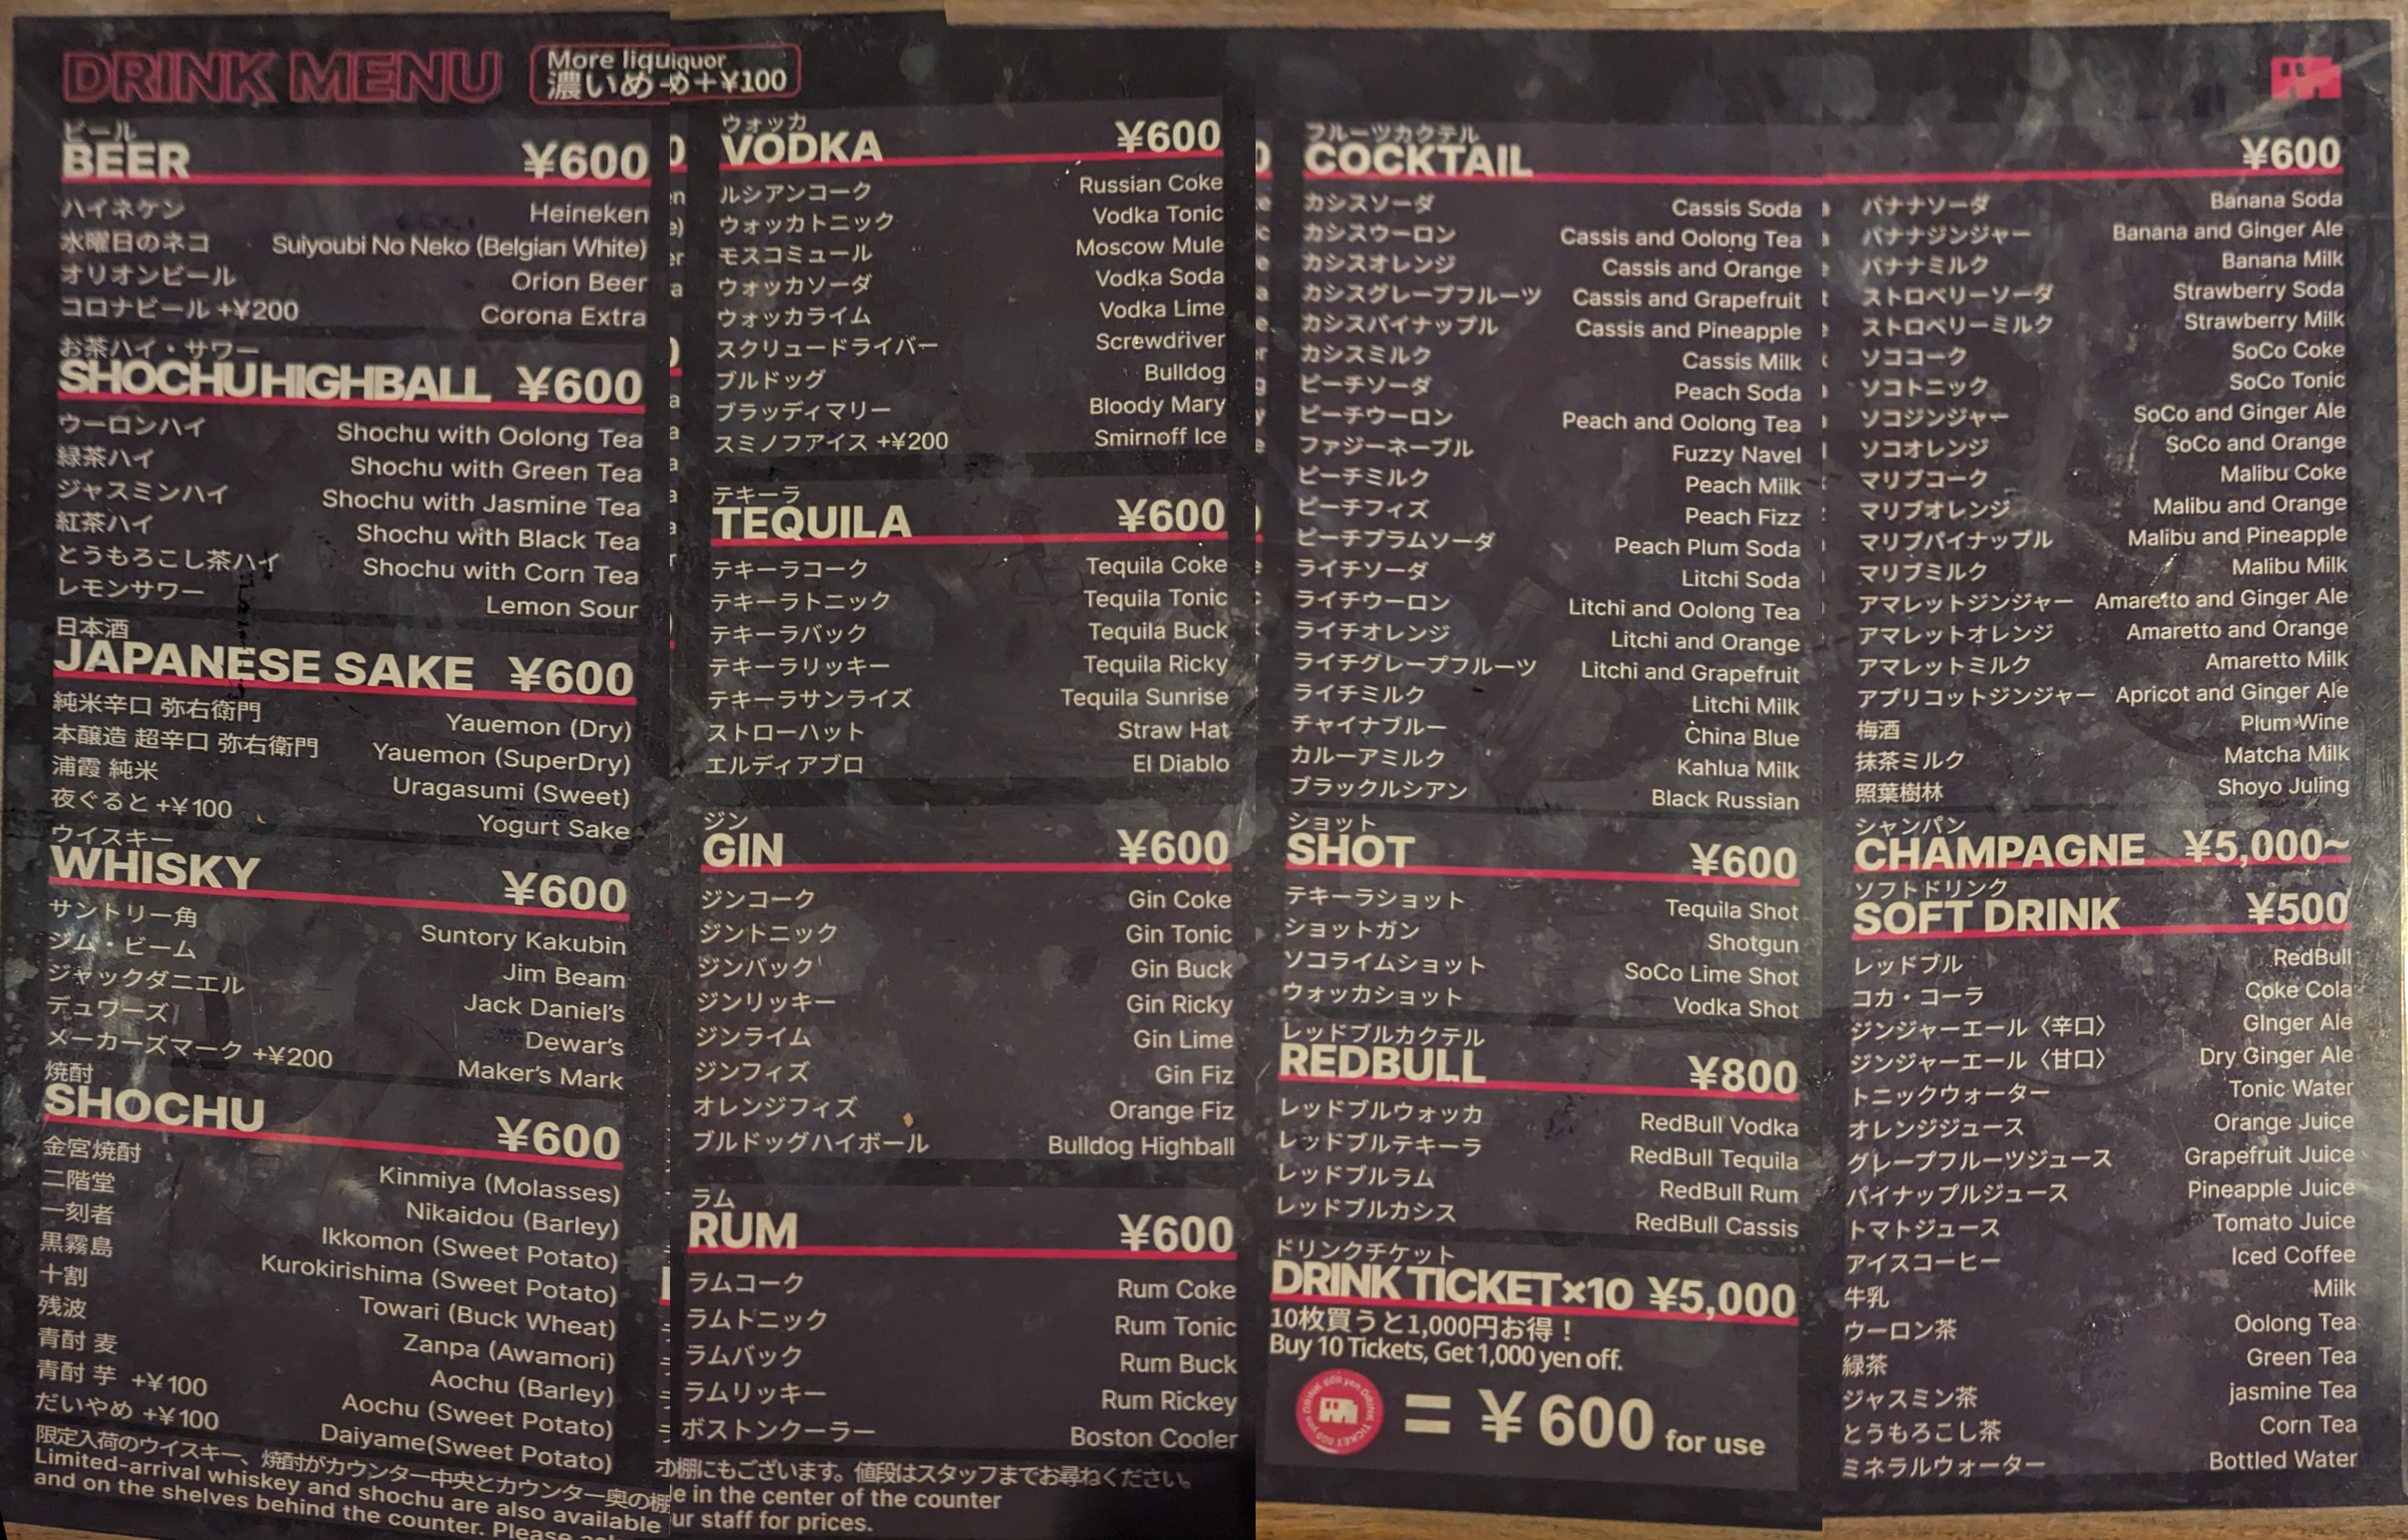 DRINK MENU
More liquiquor
濃いめ-め+¥100
ビール
BEER ¥600
ハイネケン Heineken
水曜日のネコ Suiyoubi No Neko (Belgian White)
オリオンビール Orion Beer
コロナビール +¥200 Corona Extra
お茶ハイ・サワー
SHOCHU HIGHBALL ¥600
ウーロンハイ Shochu with Oolong Tea
緑茶ハイ Shochu with Green Tea
ジャスミンハイ Shochu with Jasmine Tea
紅茶ハイ Shochu with Black Tea
とうもろこし茶ハイ Shochu with Corn Tea
レモンサワー Lemon Sour
日本酒
JAPANESE SAKE ¥600
純米辛口 弥右衛門 Yauemon (Dry)
本醸造 超辛口 弥右衛門 Yauemon (SuperDry)
浦霞 純米 Uragasumi (Sweet)
夜ぐると +¥100 Yogurt Sake
ウイスキー
WHISKY ¥600
サントリー角 Suntory Kakubin
ジム・ビーム Jim Beam
ジャックダニエル Jack Daniel's
デュワーズ Dewar's
メーカーズマーク +¥200 Maker's Mark
焼酎
SHOCHU ¥600
金宮焼酎 Kinmiya (Molasses)
二階堂 Nikaidou (Barley)
一刻者 Ikkomon (Sweet Potato)
黒霧島 Kurokirishima (Sweet Potato)
十割 Towari (Buck Wheat)
残波 Zanpa (Awamori)
青酎 麦 Aochu (Barley)
青酎 芋 +¥100 Aochu (Sweet Potato)
だいやめ +¥100 Daiyame(Sweet Potato)
限定入荷のウイスキー、焼酎がカウンター中央とカウンター奥の棚
Limited-arrival whiskey and shochu are also available
and on the shelves behind the counter. Please
ウォッカ
VODKA ¥600
ルシアンコーク Russian Coke
ウォッカトニック Vodka Tonic
モスコミュール Moscow Mule
ウォッカソーダ Vodka Soda
ウォッカライム Vodka Lime
スクリュードライバー Screwdriver
ブルドッグ Bulldog
ブラッディマリー Bloody Mary
スミノフアイス +¥200 Smirnoff Ice
テキーラ
TEQUILA ¥600
テキーラコーク Tequila Coke
テキーラトニック Tequila Tonic
テキーラバック Tequila Buck
テキーラリッキー Tequila Ricky
テキーラサンライズ Tequila Sunrise
ストローハット Straw Hat
エルディアブロ El Diablo
ジン
GIN ¥600
ジンコーク Gin Coke
ジントニック Gin Tonic
ジンバック Gin Buck
ジンリッキー Gin Ricky
ジンライム Gin Lime
ジンフィズ Gin Fiz
オレンジフィズ Orange Fiz
ブルドッグハイボール Bulldog Highball
ラム
RUM ¥600
ラムコーク Rum Coke
ラムトニック Rum Tonic
ラムバック Rum Buck
ラムリッキー Rum Rickey
ボストンクーラー Boston Cooler
の棚にもございます。値段はスタッフまでお尋ねください。
e in the center of the counter
ur staff for prices.
フルーツカクテル
COCKTAIL ¥600
カシスソーダ Cassis Soda
カシスウーロン Cassis and Oolong Tea
カシスオレンジ Cassis and Orange
カシスグレープフルーツ Cassis and Grapefruit
カシスパイナップル Cassis and Pineapple
カシスミルク Cassis Milk
ピーチソーダ Peach Soda
ピーチウーロン Peach and Oolong Tea
ファジーネーブル Fuzzy Navel
ピーチミルク Peach Milk
ピーチフィズ Peach Fizz
ピーチプラムソーダ Peach Plum Soda
ライチソーダ Litchi Soda
ライチウーロン Litchi and Oolong Tea
ライチオレンジ Litchi and Orange
ライチグレープフルーツ Litchi and Grapefruit
ライチミルク Litchi Milk
チャイナブルー China Blue
カルーアミルク Kahlua Milk
ブラックルシアン Black Russian
バナナソーダ Banana Soda
バナナジンジャー Banana and Ginger Ale
バナナミルク Banana Milk
ストロベリーソーダ Strawberry Soda
ストロベリーミルク Strawberry Milk
ソココーク SoCo Coke
ソコトニック SoCo Tonic
ソコジンジャー SoCo and Ginger Ale
ソコオレンジ SoCo and Orange
マリブコーク Malibu Coke
マリブオレンジ Malibu and Orange
マリブパイナップル Malibu and Pineapple
マリブミルク Malibu Milk
アマレットジンジャー Amaretto and Ginger Ale
アマレットオレンジ Amaretto and Orange
アマレットミルク Amaretto Milk
アプリコットジンジャー Apricot and Ginger Ale
梅酒 Plum Wine
抹茶ミルク Matcha Milk
照葉樹林 Shoyo Juling
ショット
SHOT ¥600
テキーラショット Tequila Shot
ショットガン Shotgun
ソコライムショット SoCo Lime Shot
ウォッカショット Vodka Shot
レッドブルカクテル
REDBULL ¥800
レッドブルウォッカ RedBull Vodka
レッドブルテキーラ RedBull Tequila
レッドブルラム RedBull Rum
レッドブルカシス RedBull Cassis
ドリンクチケット
DRINK TICKET×10 ¥5,000
10枚買うと1,000円お得！
Buy 10 Tickets, Get 1,000 yen off.
DRINK TICKET 600 yen DRINK 600 yen
= ¥600 for use
シャンパン
CHAMPAGNE ¥5,000~
ソフトドリンク
SOFT DRINK ¥500
レッドブル RedBull
コカ・コーラ Coke Cola
ジンジャーエール〈辛口〉 GInger Ale
ジンジャーエール〈甘口〉 Dry Ginger Ale
トニックウォーター Tonic Water
オレンジジュース Orange Juice
グレープフルーツジュース Grapefruit Juice
パイナップルジュース Pineapple Juice
トマトジュース Tomato Juice
アイスコーヒー Iced Coffee
牛乳 Milk
ウーロン茶 Oolong Tea
緑茶 Green Tea
ジャスミン茶 jasmine Tea
とうもろこし茶 Corn Tea
ミネラルウォーター Bottled Water